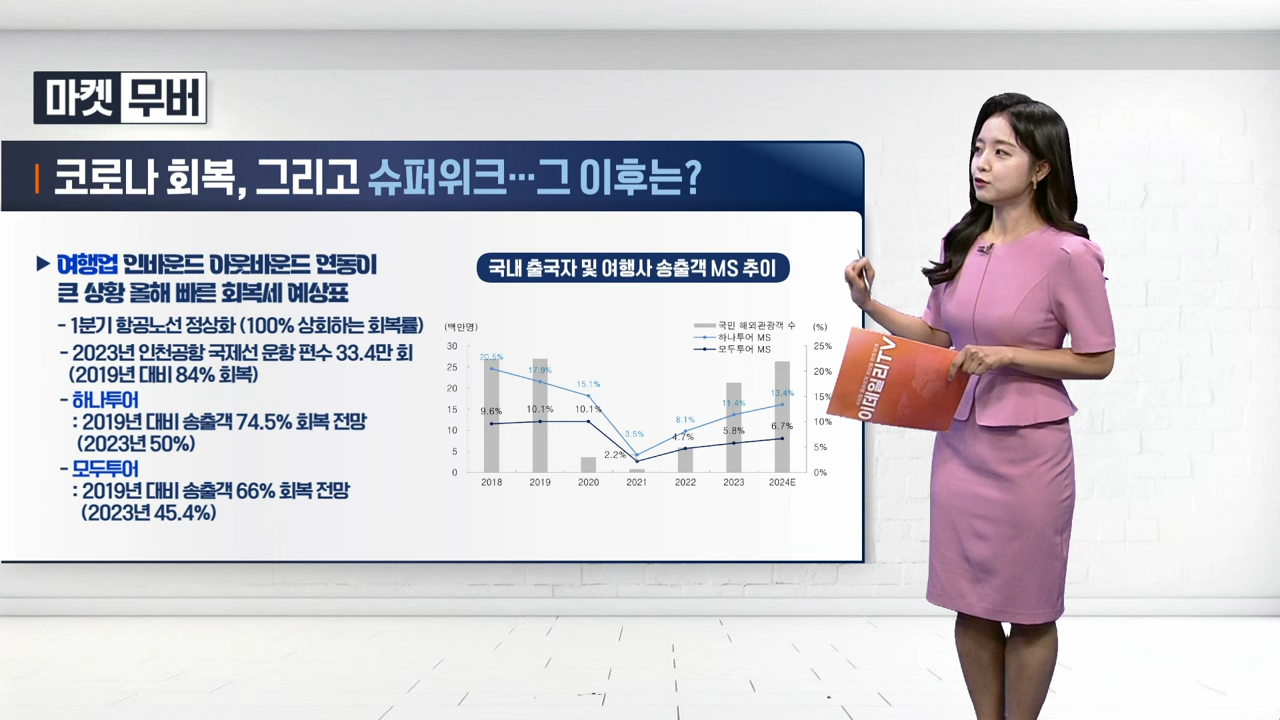 마켓무버
코로나 회복, 그리고 슈퍼위크…그 이후는?
▶ 여행업 인바운드 아웃바운드 연동이
큰 상황 올해 빠른 회복세 예상표
- 1분기 항공노선 정상화 (100% 상회하는 회복률)
- 2023년 인천공항 국제선 운항 편수 33.4만 회
(2019년 대비 84% 회복)
- 하나투어
: 2019년 대비 송출객 74.5% 회복 전망
(2023년 50%)
- 모두투어
: 2019년 대비 송출객 66% 회복 전망
(2023년 45.4%)
국내 출국자 및 여행사 송출객 MS 추이
(백만명)
국민 해외관광객 수
하나투어 MS
모두투어 MS
(%)
30 25 20 15 10 5 0
25% 20% 15% 10% 5% 0%
20.5% 17.9% 15.1% 3.5% 8.1% 11.4% 13.4%
9.6% 10.1% 10.1% 2.2% 4.7% 5.8% 6.7%
2018 2019 2020 2021 2022 2023 2024E
이데일리TV